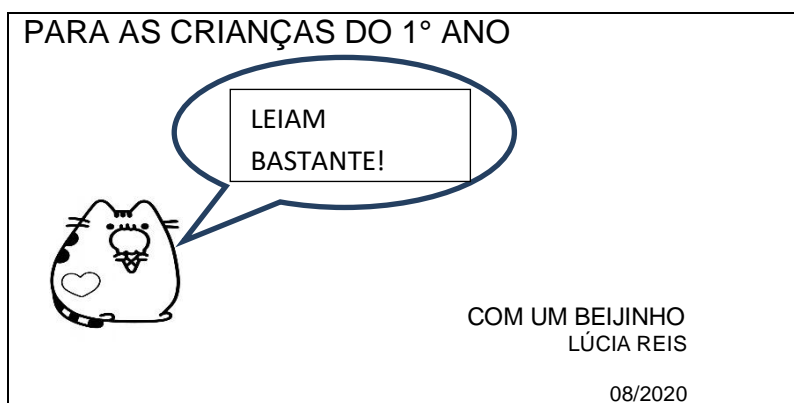 PARA AS CRIANÇAS DO 1° ANO
LEIAM
BASTANTE!
COM UM BEIJINHO
LÚCIA REIS
08/2020